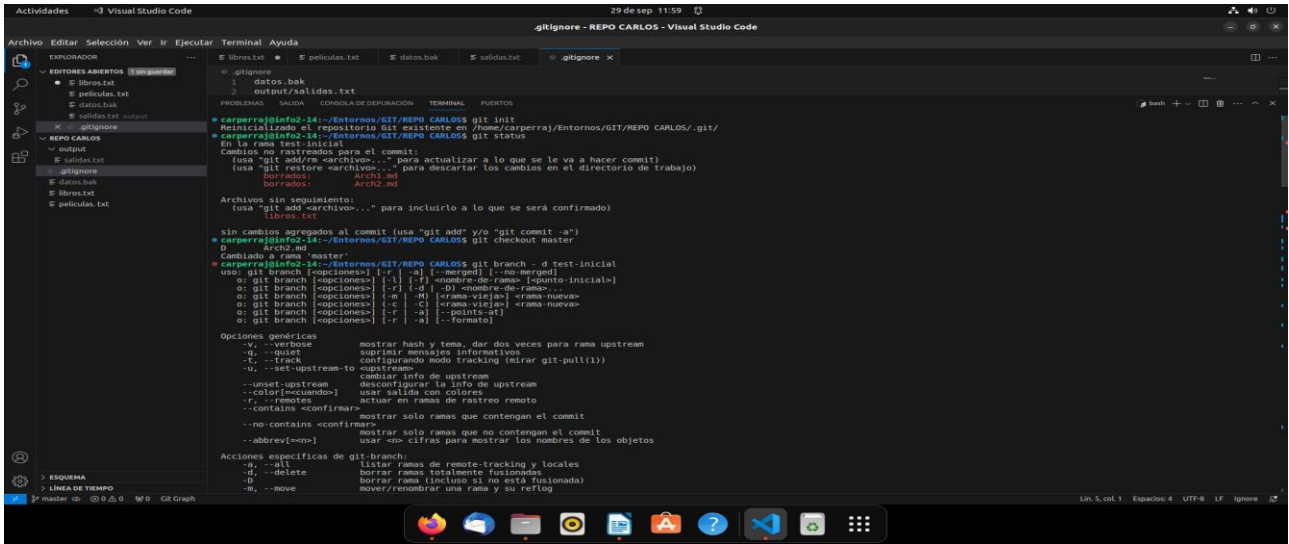 Actividades Visual Studio Code 29 de sep 11:59
.gitignore - REPO CARLOS - Visual Studio Code
Archivo Editar Selección Ver Ir Ejecutar Terminal Ayuda
EXPLORADOR ...
EDITORES ABIERTOS 1 sin guardar
libros.txt
peliculas. txt
datos.bak
salidas.txt output
.gitignore
REPO CARLOS
output
salidas.txt
.gitignore
datos.bak
libros.txt
peliculas. txt
ESQUEMA
LÍNEA DE TIEMPO
libros.txt peliculas. txt datos.bak salidas.txt .gitignore
.gitignore
1 datos.bak
2 output/salidas.txt
PROBLEMAS SALIDA CONSOLA DE DEPURACIÓN TERMINAL PUERTOS bash
carperraj@info2-14:~/Entornos/GIT/REPO CARLOS$ git init
Reinicializado el repositorio Git existente en /home/carperraj/Entornos/GIT/REPO CARLOS/.git/
carperraj@info2-14:~/Entornos/GIT/REPO CARLOS$ git status
En la rama test-inicial
Cambios no rastreados para el commit:
(usa "git add/rm <archivo>..." para actualizar a lo que se le va a hacer commit)
(usa "git restore <archivo>..." para descartar los cambios en el directorio de trabajo)
borrados: Arch1.md
borrados: Arch2.md
Archivos sin seguimiento:
(usa "git add <archivo>..." para incluirlo a lo que se será confirmado)
libros.txt
sin cambios agregados al commit (usa "git add" y/o "git commit -a")
carperraj@info2-14:~/Entornos/GIT/REPO CARLOS$ git checkout master
D Arch2.md
Cambiado a rama 'master'
carperraj@info2-14:~/Entornos/GIT/REPO CARLOS$ git branch - d test-inicial
uso: git branch [<opciones>] [-r | -a] [--merged] [--no-merged]
o: git branch [<opciones>] [-l] [-f] <nombre-de-rama> [<punto-inicial>]
o: git branch [<opciones>] [-r] (-d | -D) <nombre-de-rama>...
o: git branch [<opciones>] (-m | -M) [<rama-vieja>] <rama-nueva>
o: git branch [<opciones>] (-c | -C) [<rama-vieja>] <rama-nueva>
o: git branch [<opciones>] [-r | -a] [--points-at]
o: git branch [<opciones>] [-r | -a] [--formato]
Opciones genéricas
-v, --verbose mostrar hash y tema, dar dos veces para rama upstream
-q, --quiet suprimir mensajes informativos
-t, --track configurando modo tracking (mirar git-pull(1))
-u, --set-upstream-to <upstream>
cambiar info de upstream
--unset-upstream desconfigurar la info de upstream
--color[=<cuando>] usar salida con colores
-r, --remotes actuar en ramas de rastreo remoto
--contains <confirmar>
mostrar solo ramas que contengan el commit
--no-contains <confirmar>
mostrar solo ramas que no contengan el commit
--abbrev[=<n>] usar <n> cifras para mostrar los nombres de los objetos
Acciones específicas de git-branch:
-a, --all listar ramas de remote-tracking y locales
-d, --delete borrar ramas totalmente fusionadas
-D borrar rama (incluso si no está fusionada)
-m, --move mover/renombrar una rama y su reflog
master 0 0 0 0 Git Graph Lín. 5, col. 1 Espacios: 4 UTF-8 LF Ignore